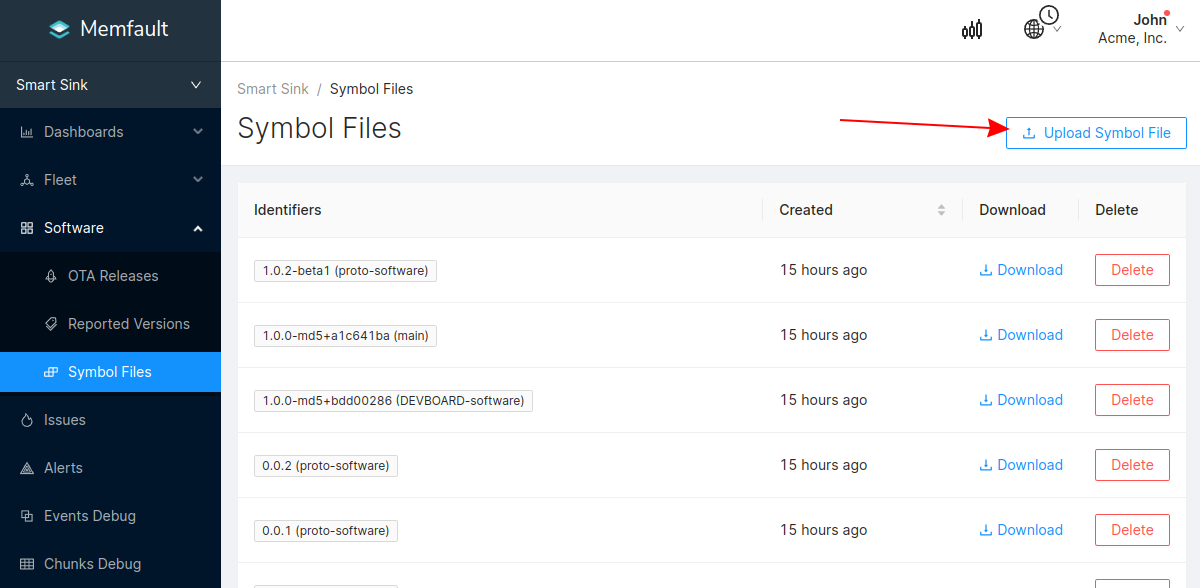 Memfault
John
Acme, Inc.
Smart Sink
Smart Sink / Symbol Files
Symbol Files
Upload Symbol File
Dashboards
Fleet
Software
OTA Releases
Reported Versions
Symbol Files
Issues
Alerts
Events Debug
Chunks Debug
Identifiers Created Download Delete
1.0.2-beta1 (proto-software) 15 hours ago Download Delete
1.0.0-md5+a1c641ba (main) 15 hours ago Download Delete
1.0.0-md5+bdd00286 (DEVBOARD-software) 15 hours ago Download Delete
0.0.2 (proto-software) 15 hours ago Download Delete
0.0.1 (proto-software) 15 hours ago Download Delete